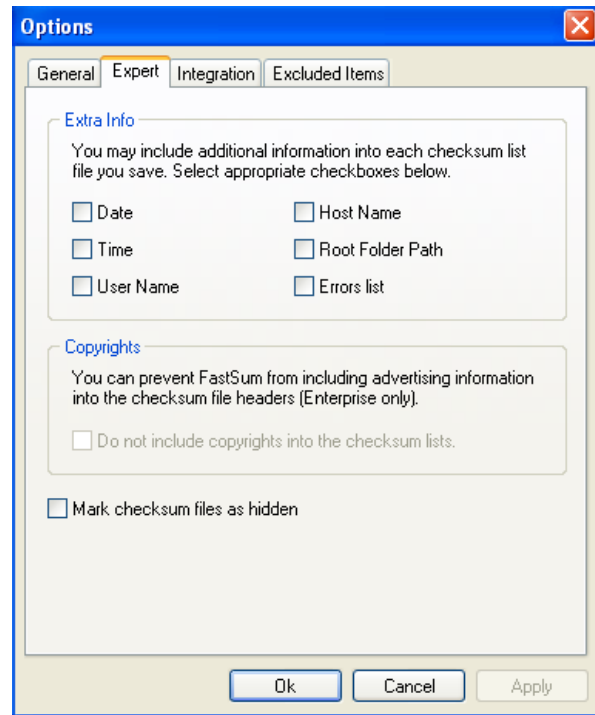 Options
General Expert Integration Excluded Items
Extra Info
You may include additional information into each checksum list
file you save. Select appropriate checkboxes below.
Date Host Name
Time Root Folder Path
User Name Errors list
Copyrights
You can prevent FastSum from including advertising information
into the checksum file headers (Enterprise only).
Do not include copyrights into the checksum lists.
Mark checksum files as hidden
Ok Cancel Apply